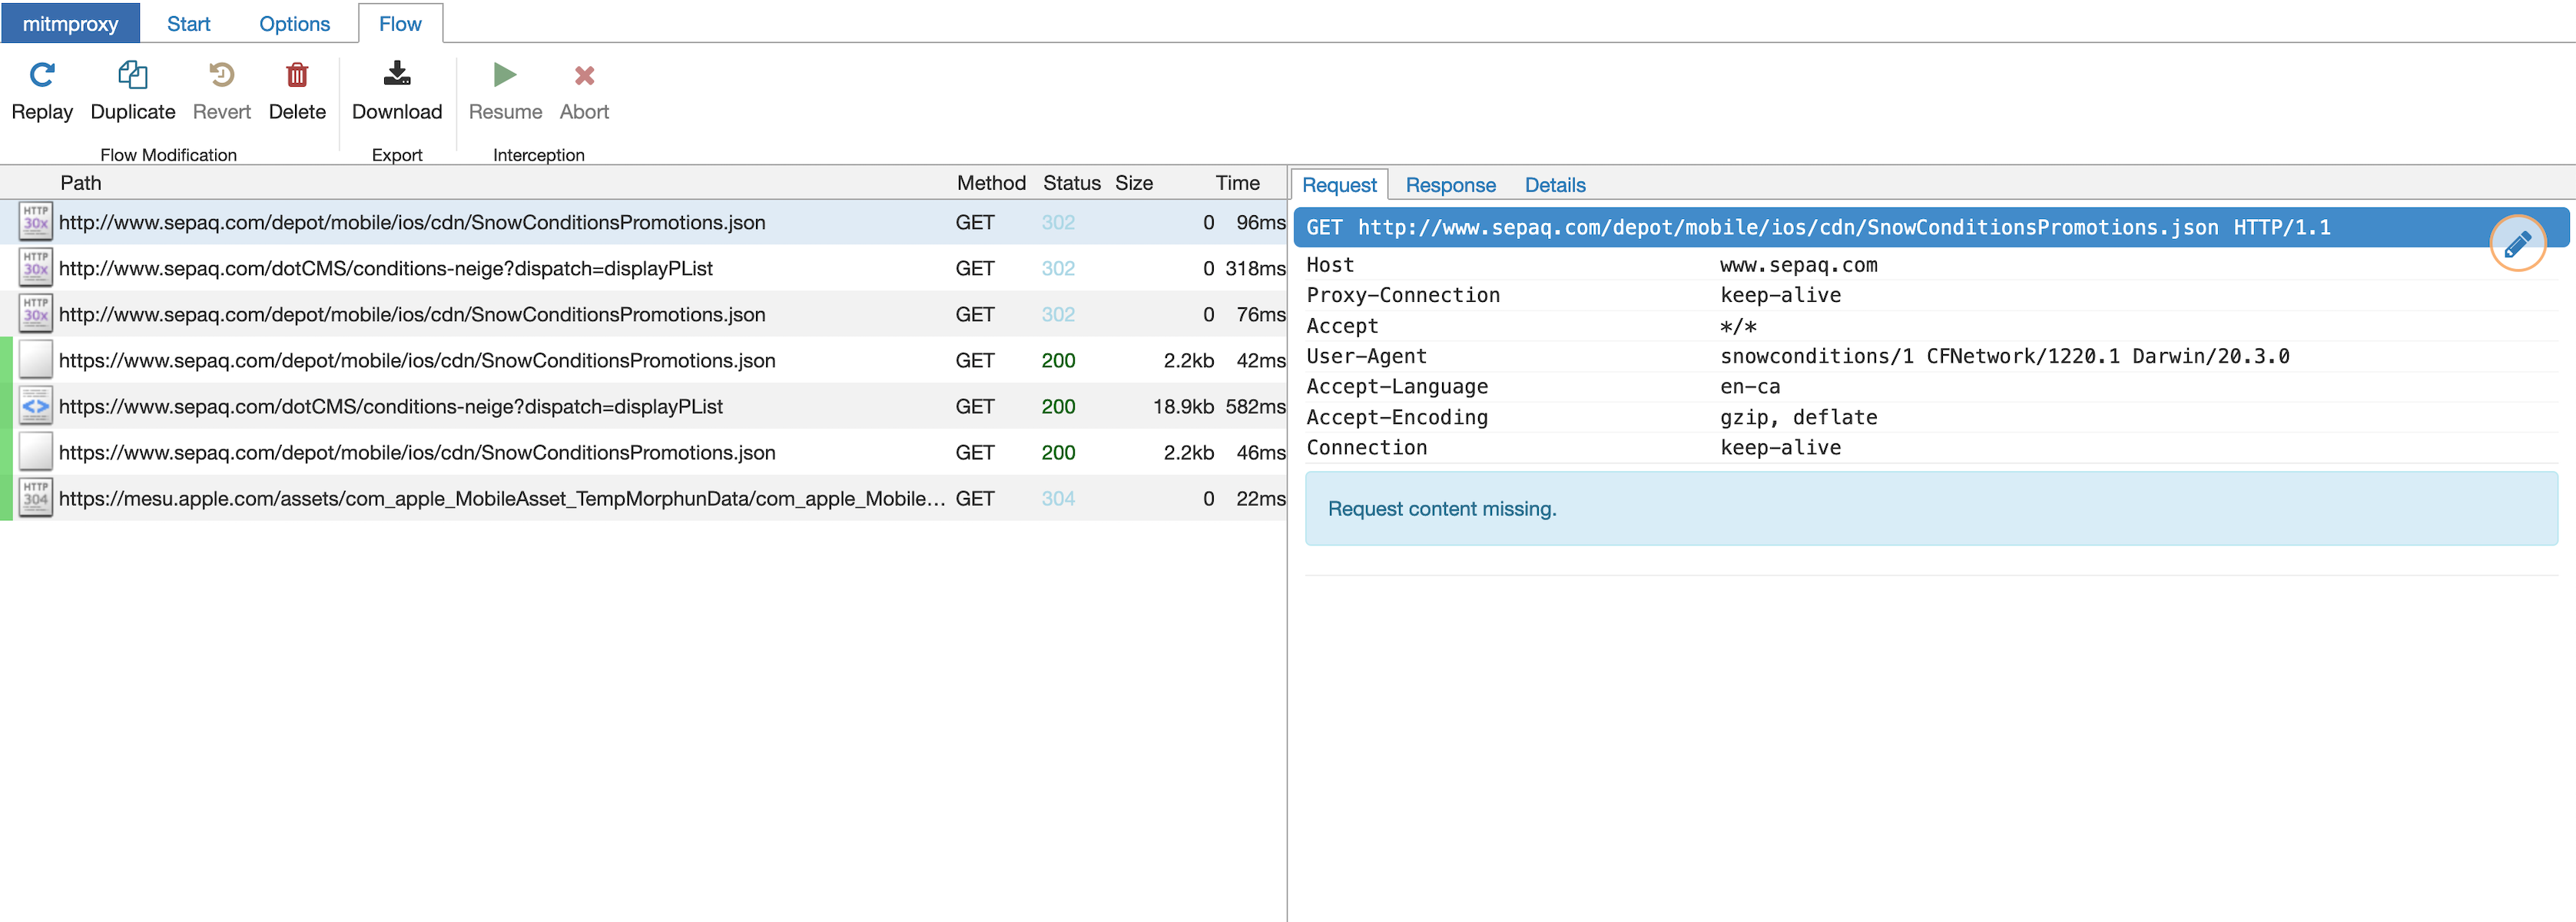 mitmproxy Start Options Flow
Replay Duplicate Revert Delete Download Resume Abort
Flow Modification Export Interception
Path Method Status Size Time
HTTP 30x http://www.sepaq.com/depot/mobile/ios/cdn/SnowConditionsPromotions.json GET 302 0 96ms
HTTP 30x http://www.sepaq.com/dotCMS/conditions-neige?dispatch=displayPList GET 302 0 318ms
HTTP 30x http://www.sepaq.com/depot/mobile/ios/cdn/SnowConditionsPromotions.json GET 302 0 76ms
https://www.sepaq.com/depot/mobile/ios/cdn/SnowConditionsPromotions.json GET 200 2.2kb 42ms
https://www.sepaq.com/dotCMS/conditions-neige?dispatch=displayPList GET 200 18.9kb 582ms
https://www.sepaq.com/depot/mobile/ios/cdn/SnowConditionsPromotions.json GET 200 2.2kb 46ms
HTTP 304 https://mesu.apple.com/assets/com_apple_MobileAsset_TempMorphunData/com_apple_Mobile… GET 304 0 22ms
Request Response Details
GET http://www.sepaq.com/depot/mobile/ios/cdn/SnowConditionsPromotions.json HTTP/1.1
Host www.sepaq.com
Proxy-Connection keep-alive
Accept */*
User-Agent snowconditions/1 CFNetwork/1220.1 Darwin/20.3.0
Accept-Language en-ca
Accept-Encoding gzip, deflate
Connection keep-alive
Request content missing.